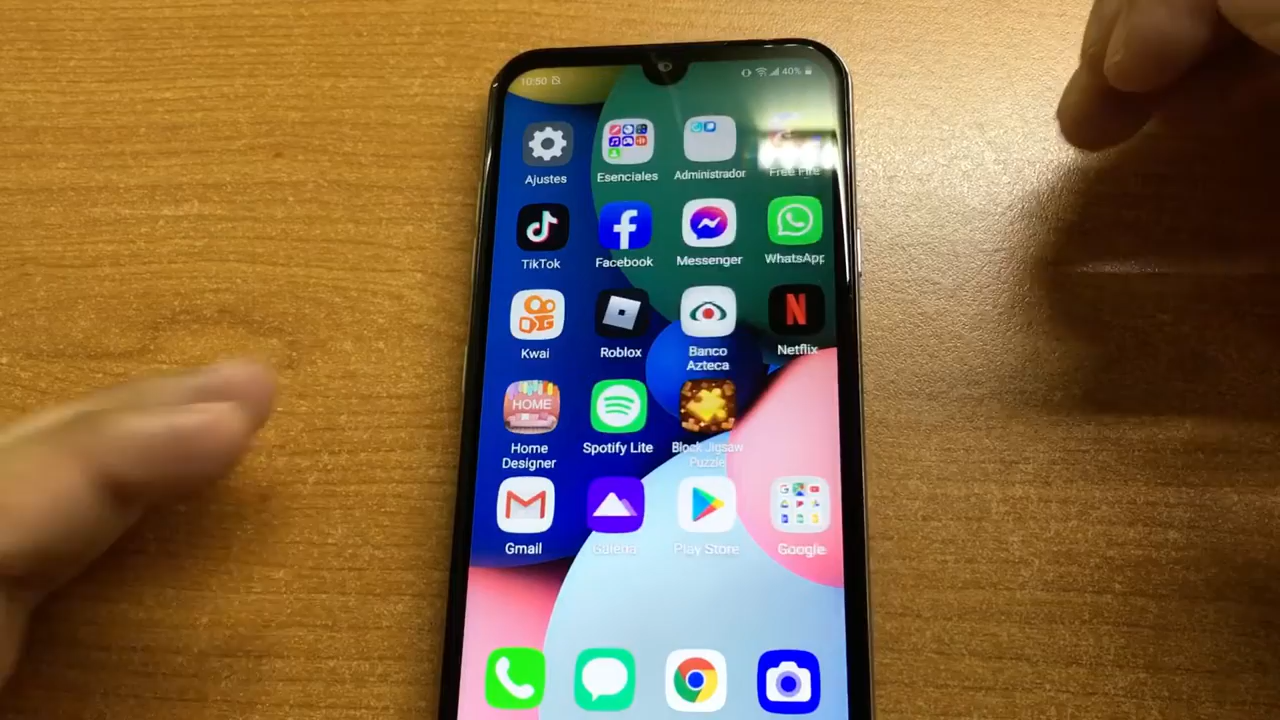 10:50
40%
Ajustes
Esenciales
Administrador
Free Fire
TikTok
Facebook
Messenger
WhatsApp
Kwai
Roblox
Banco
Azteca
Netflix
N
HOME
Home
Designer
Spotify Lite
Block Jigsaw
Puzzle
Gmail
Galería
Play Store
Google